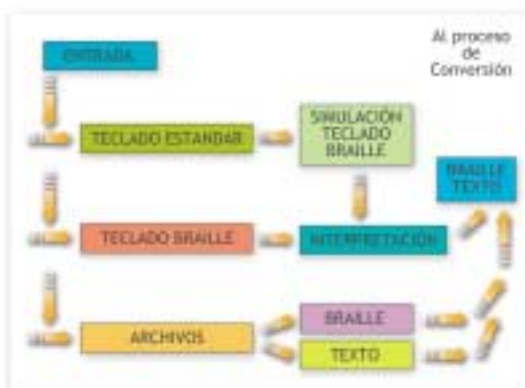 ENTRADA
Al proceso
de
Conversión
TECLADO ESTANDAR
SIMULACIÓN
TECLADO
BRAILLE
BRAILLE
TEXTO
TECLADO BRAILLE
INTERPRETACIÓN
ARCHIVOS
BRAILLE
TEXTO